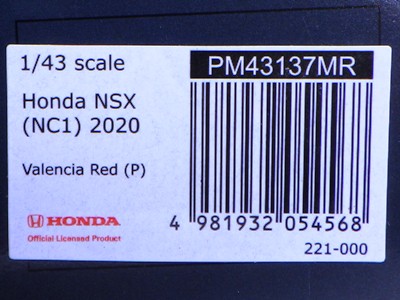 1/43 scale
PM43137MR
Honda NSX
(NC1) 2020
Valencia Red (P)
HONDA
Official Licensed Product
4 981932 054568
221-000